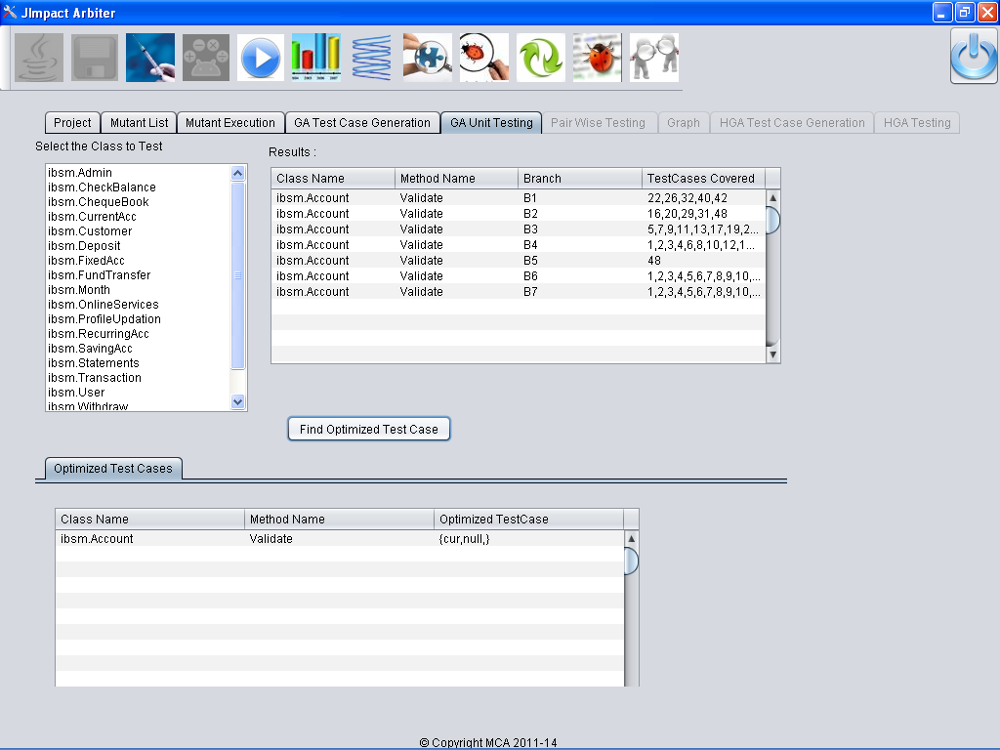 JImpact Arbiter
Project Mutant List Mutant Execution GA Test Case Generation GA Unit Testing Pair Wise Testing Graph HGA Test Case Generation HGA Testing
Select the Class to Test
ibsm.Admin
ibsm.CheckBalance
ibsm.ChequeBook
ibsm.CurrentAcc
ibsm.Customer
ibsm.Deposit
ibsm.FixedAcc
ibsm.FundTransfer
ibsm.Month
ibsm.OnlineServices
ibsm.ProfileUpdation
ibsm.RecurringAcc
ibsm.SavingAcc
ibsm.Statements
ibsm.Transaction
ibsm.User
ibsm.Withdraw
Results :
Class Name Method Name Branch TestCases Covered
ibsm.Account Validate B1 22,26,32,40,42
ibsm.Account Validate B2 16,20,29,31,48
ibsm.Account Validate B3 5,7,9,11,13,17,19,2...
ibsm.Account Validate B4 1,2,3,4,6,8,10,12,1...
ibsm.Account Validate B5 48
ibsm.Account Validate B6 1,2,3,4,5,6,7,8,9,10,...
ibsm.Account Validate B7 1,2,3,4,5,6,7,8,9,10,...
Find Optimized Test Case
Optimized Test Cases
Class Name Method Name Optimized TestCase
ibsm.Account Validate {cur,null,}
© Copyright MCA 2011-14